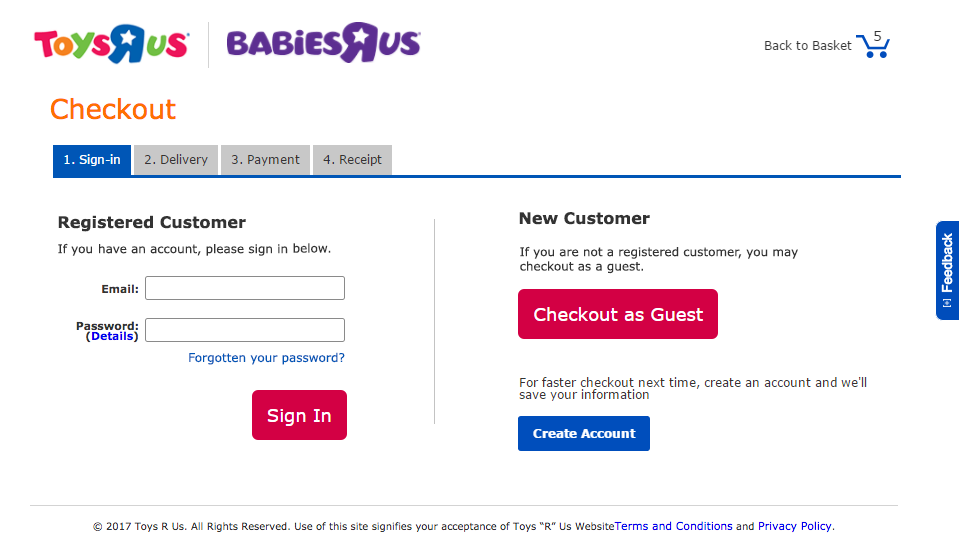 TOYS R US
BABIES R US
Back to Basket 5
Checkout
1. Sign-in 2. Delivery 3. Payment 4. Receipt
Registered Customer
If you have an account, please sign in below.
Email:
Password:
(Details)
Forgotten your password?
Sign In
New Customer
If you are not a registered customer, you may
checkout as a guest.
Checkout as Guest
For faster checkout next time, create an account and we'll
save your information
Create Account
[+] Feedback
© 2017 Toys R Us. All Rights Reserved. Use of this site signifies your acceptance of Toys “R” Us WebsiteTerms and Conditions and Privacy Policy.